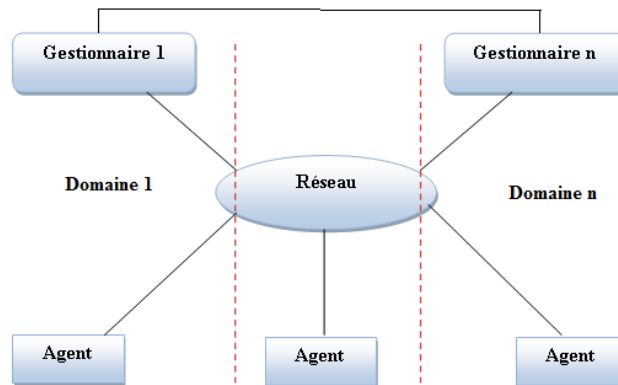 Gestionnaire 1
Gestionnaire n
Réseau
Domaine 1
Domaine n
Agent
Agent
Agent